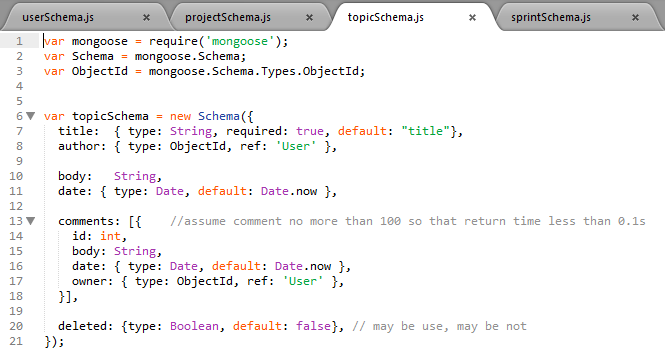 userSchema.js × projectSchema.js × topicSchema.js × sprintSchema.js ×
1 var mongoose = require('mongoose');
2 var Schema = mongoose.Schema;
3 var ObjectId = mongoose.Schema.Types.ObjectId;
4
5
6 var topicSchema = new Schema({
7 title:  { type: String, required: true, default: "title"},
8 author: { type: ObjectId, ref: 'User' },
9
10 body:   String,
11 date: { type: Date, default: Date.now },
12
13 comments: [{    //assume comment no more than 100 so that return time less than 0.1s
14 id: int,
15 body: String,
16 date: { type: Date, default: Date.now },
17 owner: { type: ObjectId, ref: 'User' },
18 }],
19
20 deleted: {type: Boolean, default: false}, // may be use, may be not
21 });